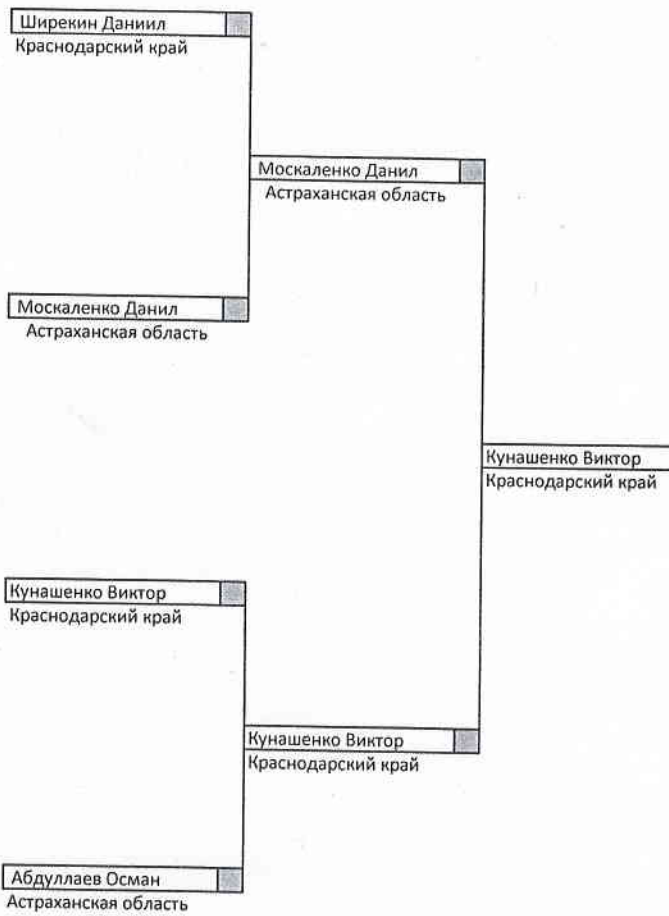 Ширекин Даниил
Краснодарский край
Москаленко Данил
Астраханская область
Москаленко Данил
Астраханская область
Кунашенко Виктор
Краснодарский край
Кунашенко Виктор
Краснодарский край
Кунашенко Виктор
Краснодарский край
Абдуллаев Осман
Астраханская область